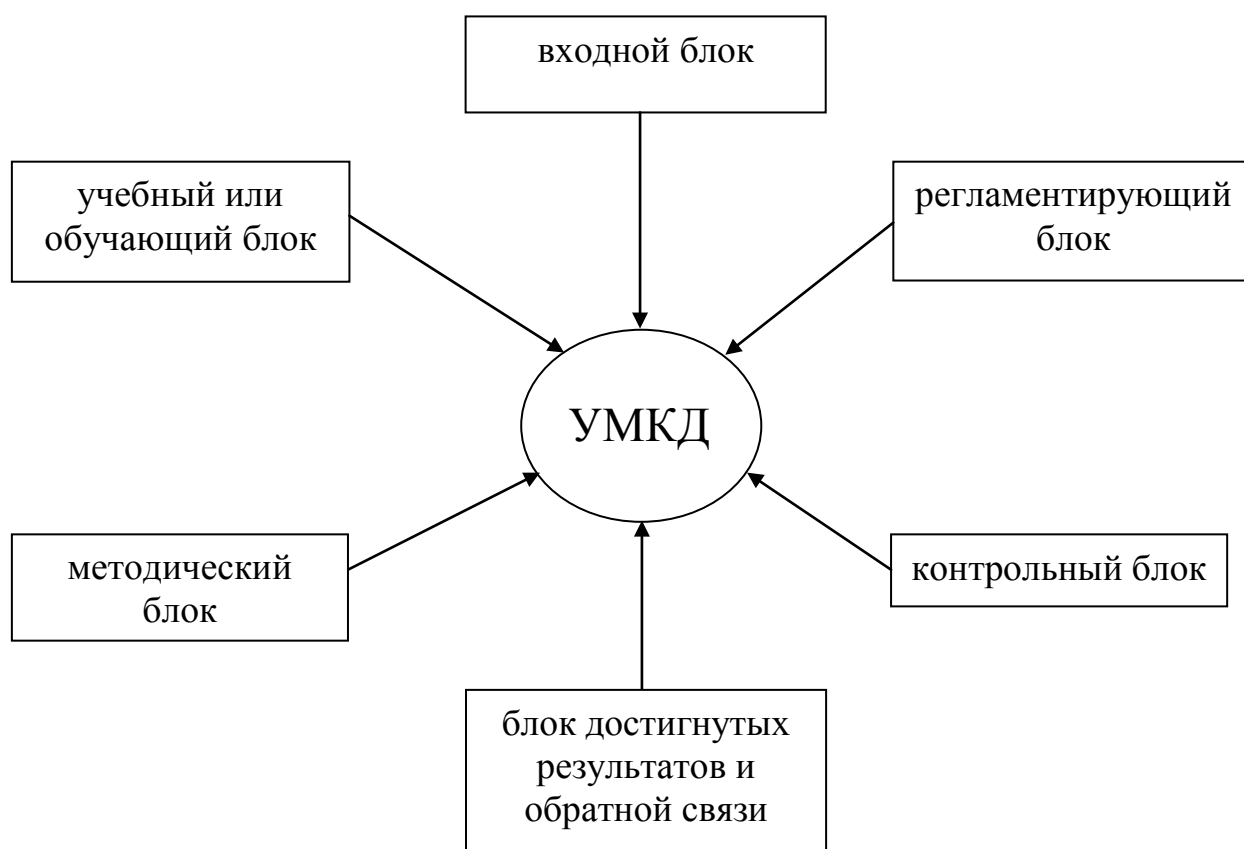 входной блок
учебный или
обучающий блок
регламентирующий
блок
УМКД
методический
блок
контрольный блок
блок достигнутых
результатов и
обратной связи